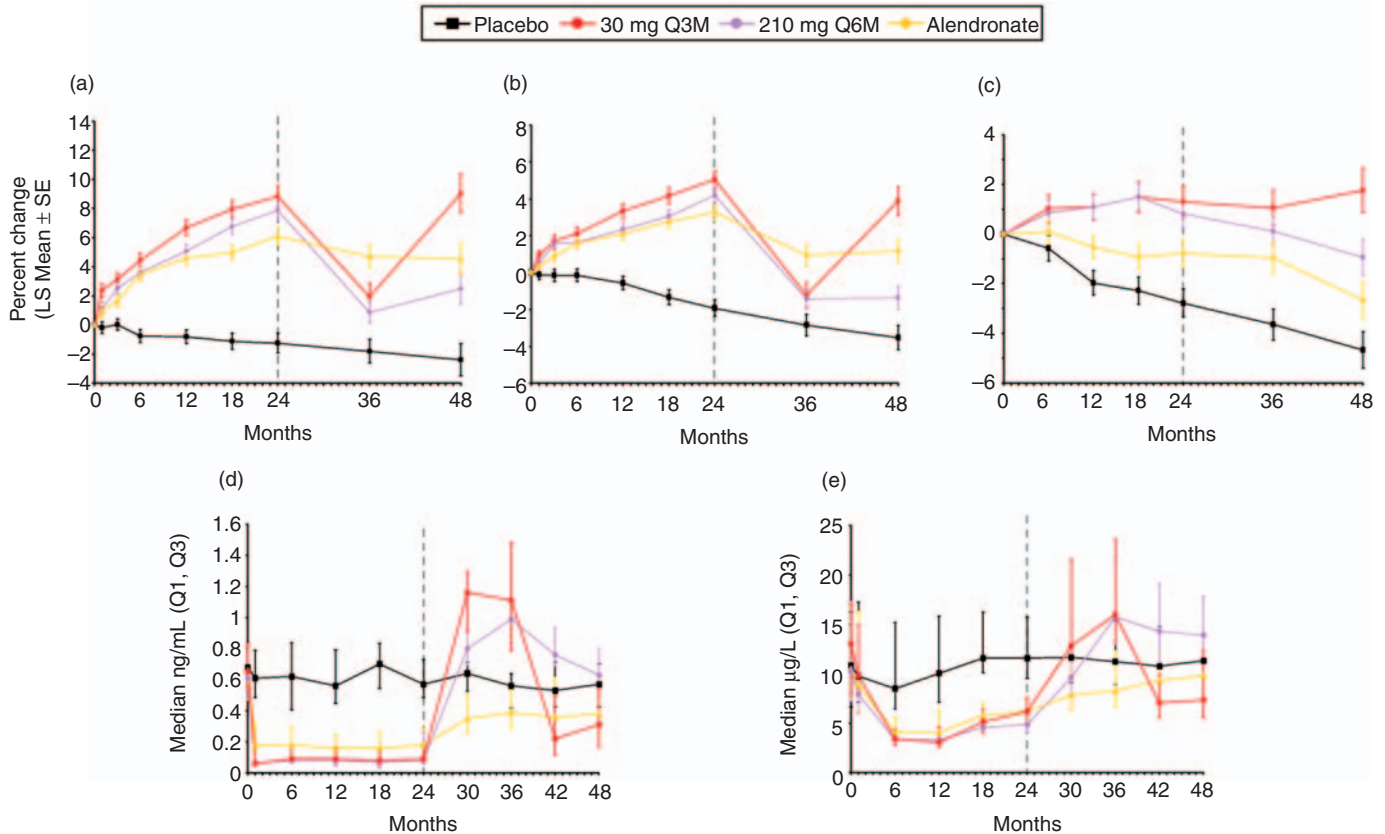 Placebo 30 mg Q3M 210 mg Q6M Alendronate
(a)
Percent change
(LS Mean ± SE
14
12
10
8
6
4
2
0
−2
−4
0 6 12 18 24 36 48
Months
(b)
8
6
4
2
0
−2
−4
−6
0 6 12 18 24 36 48
Months
(c)
4
2
0
−2
−4
−6
0 6 12 18 24 36 48
Months
(d)
Median ng/mL (Q1, Q3)
1.6
1.4
1.2
1
0.8
0.6
0.4
0.2
0
0 6 12 18 24 30 36 42 48
Months
(e)
Median µg/L (Q1, Q3)
25
20
15
10
5
0
0 6 12 18 24 30 36 42 48
Months